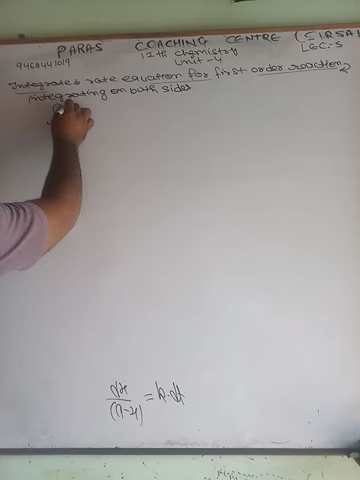 PARAS COACHING CENTRE (SIRSA)
9468441019 12th chemistry LEC-5
Unit-4
Integrated rate equation for first order reaction
integrating on both sides
dx/(a-x) = k.dt